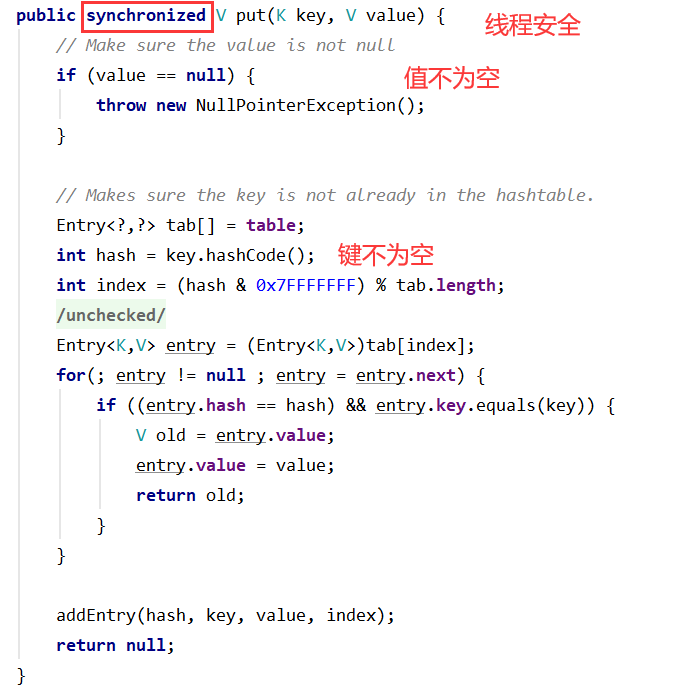 public synchronized V put(K key, V value) { 线程安全
// Make sure the value is not null
if (value == null) { 值不为空
throw new NullPointerException();
}
// Makes sure the key is not already in the hashtable.
Entry<?,?> tab[] = table;
int hash = key.hashCode(); 键不为空
int index = (hash & 0x7FFFFFFF) % tab.length;
/unchecked/
Entry<K,V> entry = (Entry<K,V>)tab[index];
for(; entry != null ; entry = entry.next) {
if ((entry.hash == hash) && entry.key.equals(key)) {
V old = entry.value;
entry.value = value;
return old;
}
}
addEntry(hash, key, value, index);
return null;
}